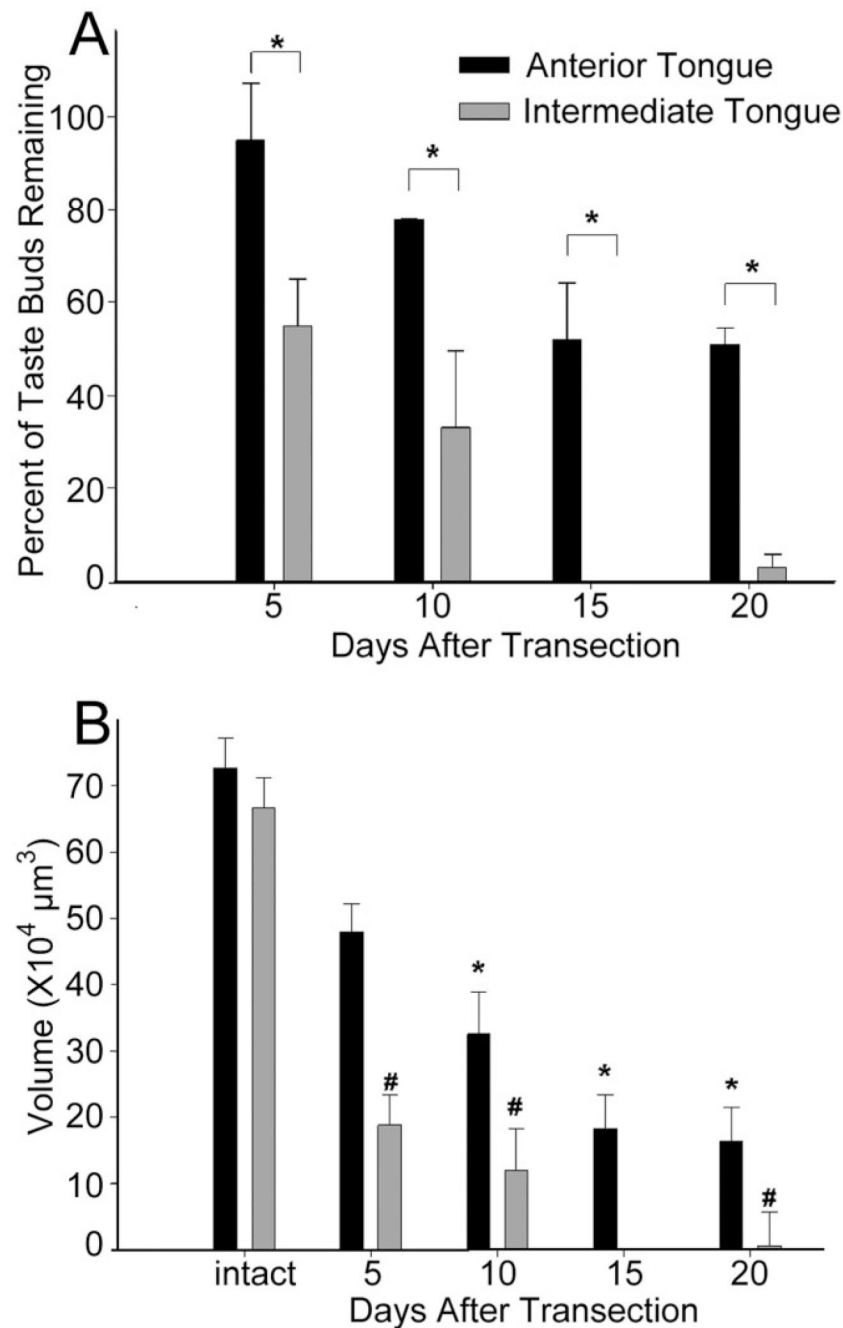 A
*
Anterior Tongue
Intermediate Tongue
*
*
*
100
80
60
40
20
0
Percent of Taste Buds Remaining
5 10 15 20
Days After Transection
B
70
60
50
40
30
20
10
0
Volume (X10⁴ µm³)
*
*
*
#
#
#
intact 5 10 15 20
Days After Transection